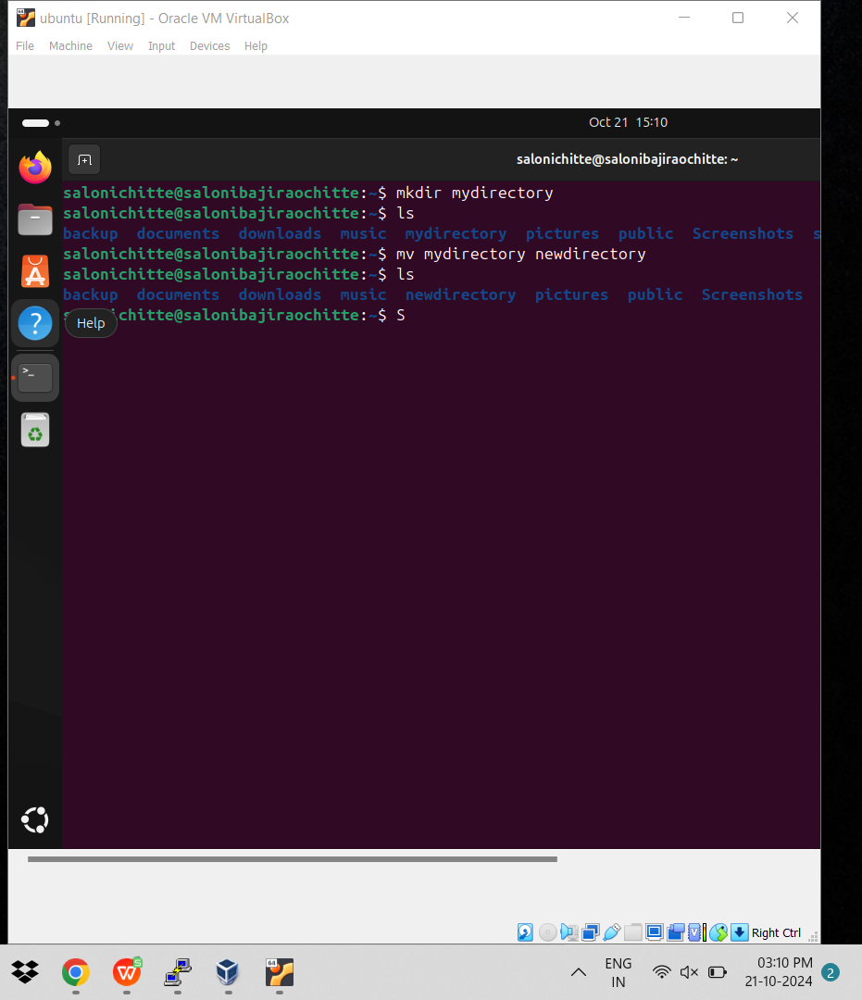 ubuntu [Running] - Oracle VM VirtualBox
File Machine View Input Devices Help
Oct 21 15:10
salonichitte@salonibajiraochitte: ~
salonichitte@salonibajiraochitte:~$ mkdir mydirectory
salonichitte@salonibajiraochitte:~$ ls
backup documents downloads music mydirectory pictures public Screenshots s
salonichitte@salonibajiraochitte:~$ mv mydirectory newdirectory
salonichitte@salonibajiraochitte:~$ ls
backup documents downloads music newdirectory pictures public Screenshots
ichitte@salonibajiraochitte:~$ S
Help
Right Ctrl
ENG
IN
03:10 PM
21-10-2024
2